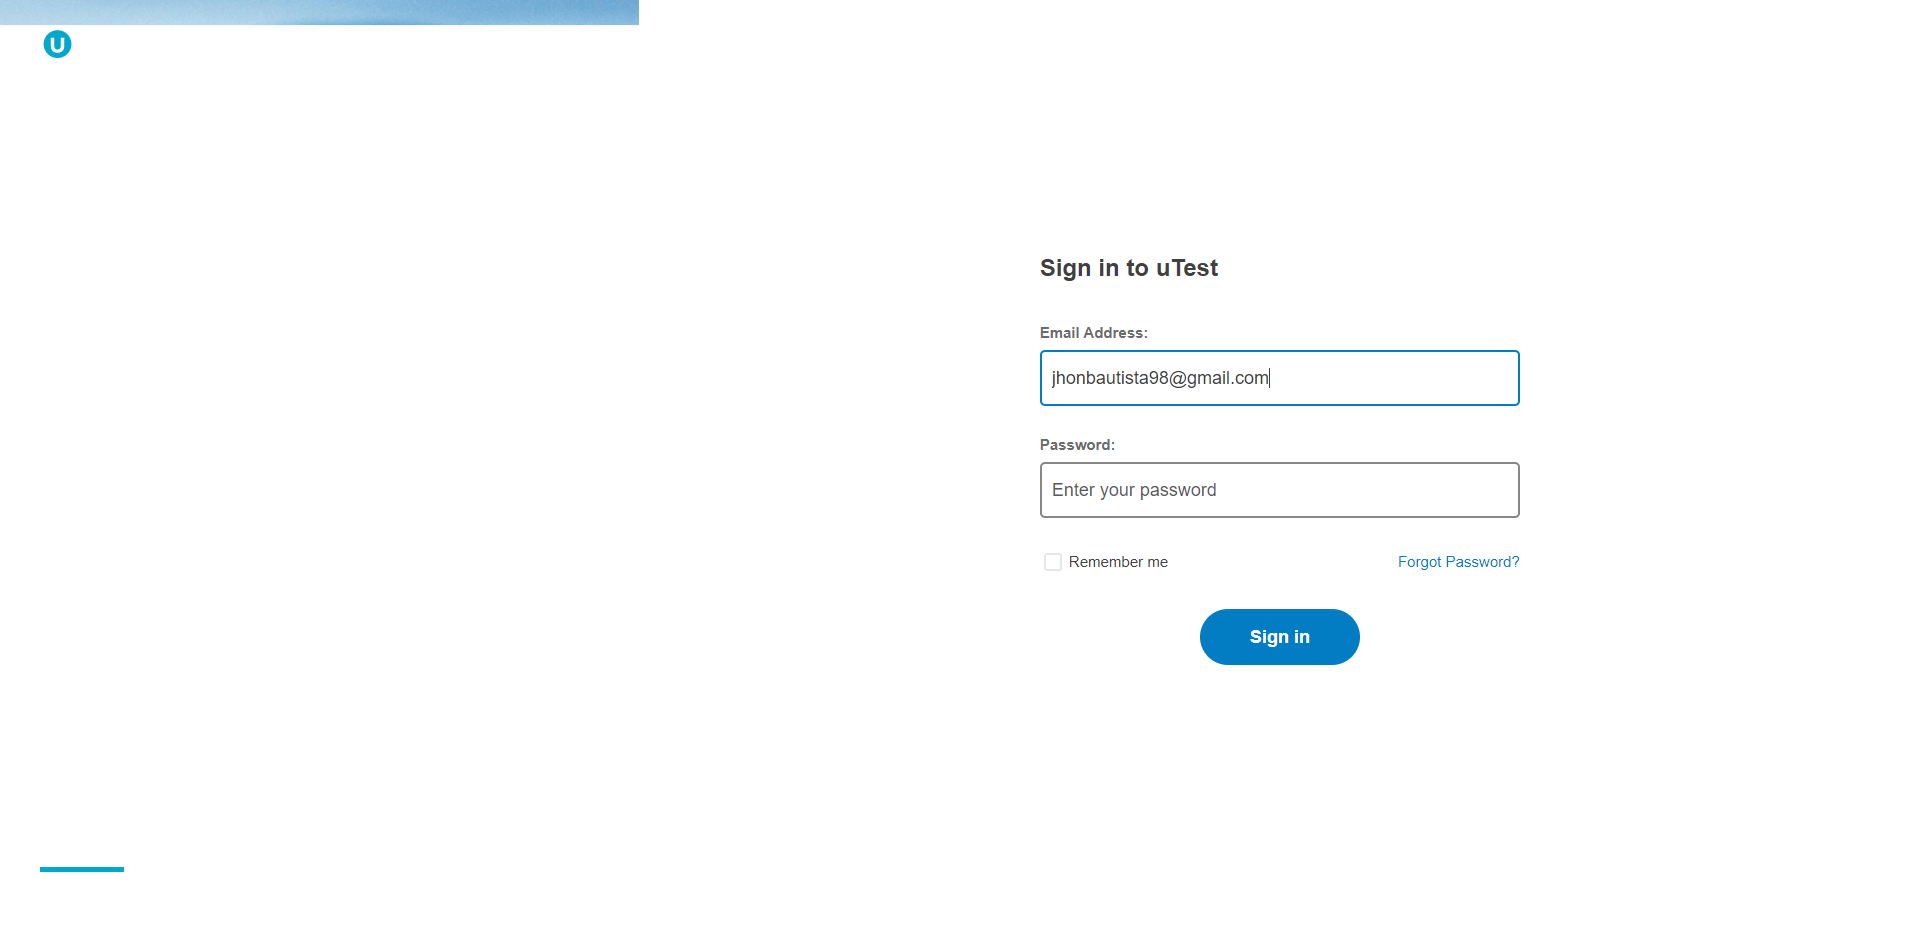 U
Sign in to uTest
Email Address:
jhonbautista98@gmail.com
Password:
Enter your password
Remember me
Forgot Password?
Sign in